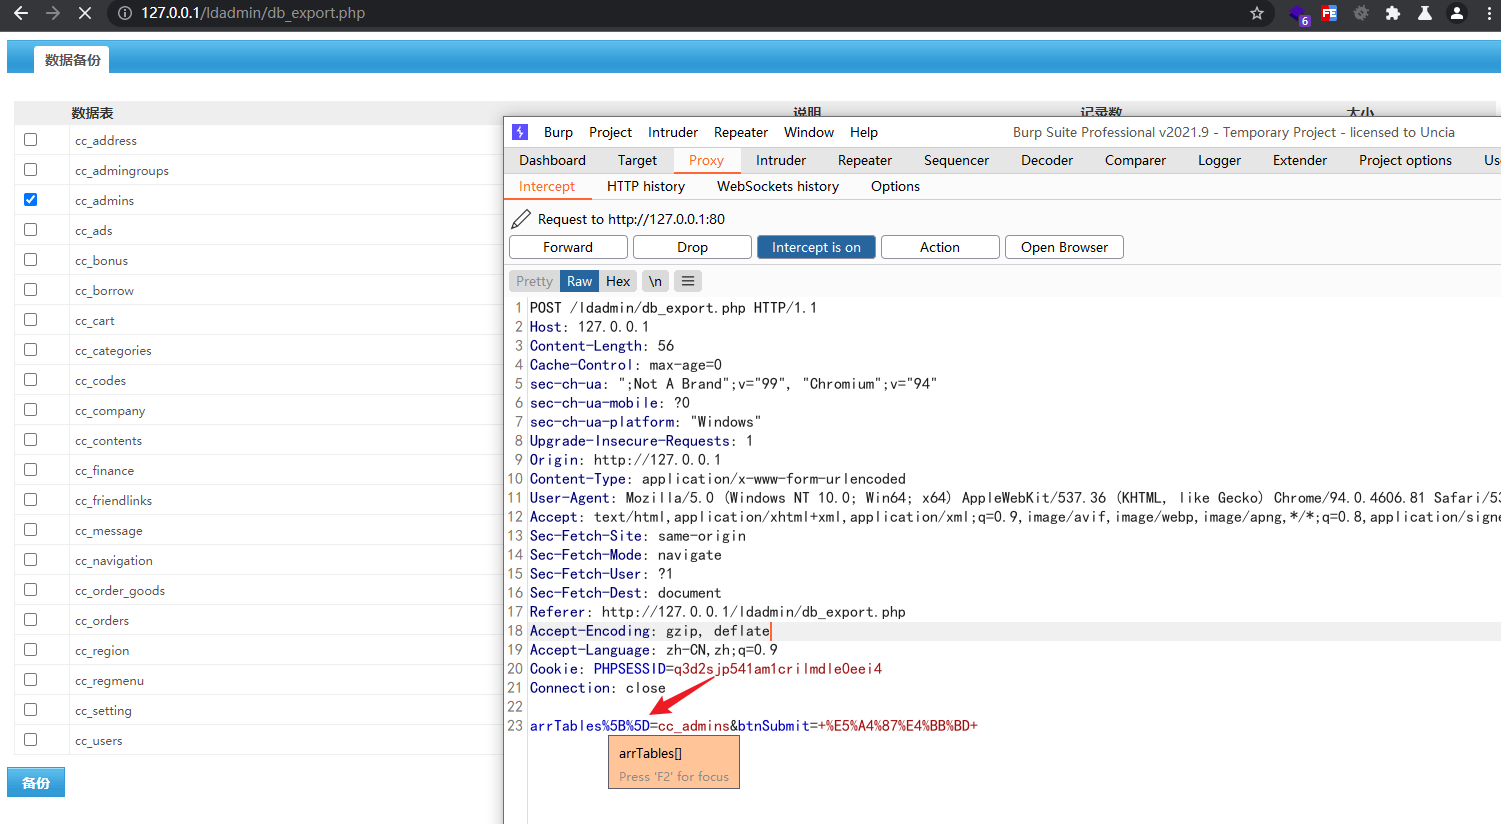 127.0.0.1/ldadmin/db_export.php
6
FE
数据备份
数据表 说明 记录数 大小
cc_address
cc_admingroups
cc_admins
cc_ads
cc_bonus
cc_borrow
cc_cart
cc_categories
cc_codes
cc_company
cc_contents
cc_finance
cc_friendlinks
cc_message
cc_navigation
cc_order_goods
cc_orders
cc_region
cc_regmenu
cc_setting
cc_users
备份
Burp Project Intruder Repeater Window Help Burp Suite Professional v2021.9 - Temporary Project - licensed to Uncia
Dashboard Target Proxy Intruder Repeater Sequencer Decoder Comparer Logger Extender Project options Us
Intercept HTTP history WebSockets history Options
Request to http://127.0.0.1:80
Forward Drop Intercept is on Action Open Browser
Pretty Raw Hex \n
1 POST /ldadmin/db_export.php HTTP/1.1
2 Host: 127.0.0.1
3 Content-Length: 56
4 Cache-Control: max-age=0
5 sec-ch-ua: ";Not A Brand";v="99", "Chromium";v="94"
6 sec-ch-ua-mobile: ?0
7 sec-ch-ua-platform: "Windows"
8 Upgrade-Insecure-Requests: 1
9 Origin: http://127.0.0.1
10 Content-Type: application/x-www-form-urlencoded
11 User-Agent: Mozilla/5.0 (Windows NT 10.0; Win64; x64) AppleWebKit/537.36 (KHTML, like Gecko) Chrome/94.0.4606.81 Safari/53
12 Accept: text/html,application/xhtml+xml,application/xml;q=0.9,image/avif,image/webp,image/apng,*/*;q=0.8,application/signe
13 Sec-Fetch-Site: same-origin
14 Sec-Fetch-Mode: navigate
15 Sec-Fetch-User: ?1
16 Sec-Fetch-Dest: document
17 Referer: http://127.0.0.1/ldadmin/db_export.php
18 Accept-Encoding: gzip, deflate
19 Accept-Language: zh-CN,zh;q=0.9
20 Cookie: PHPSESSID=q3d2sjp541am1crilmdle0eei4
21 Connection: close
22
23 arrTables%5B%5D=cc_admins&btnSubmit=+%E5%A4%87%E4%BB%BD+
arrTables[]
Press 'F2' for focus